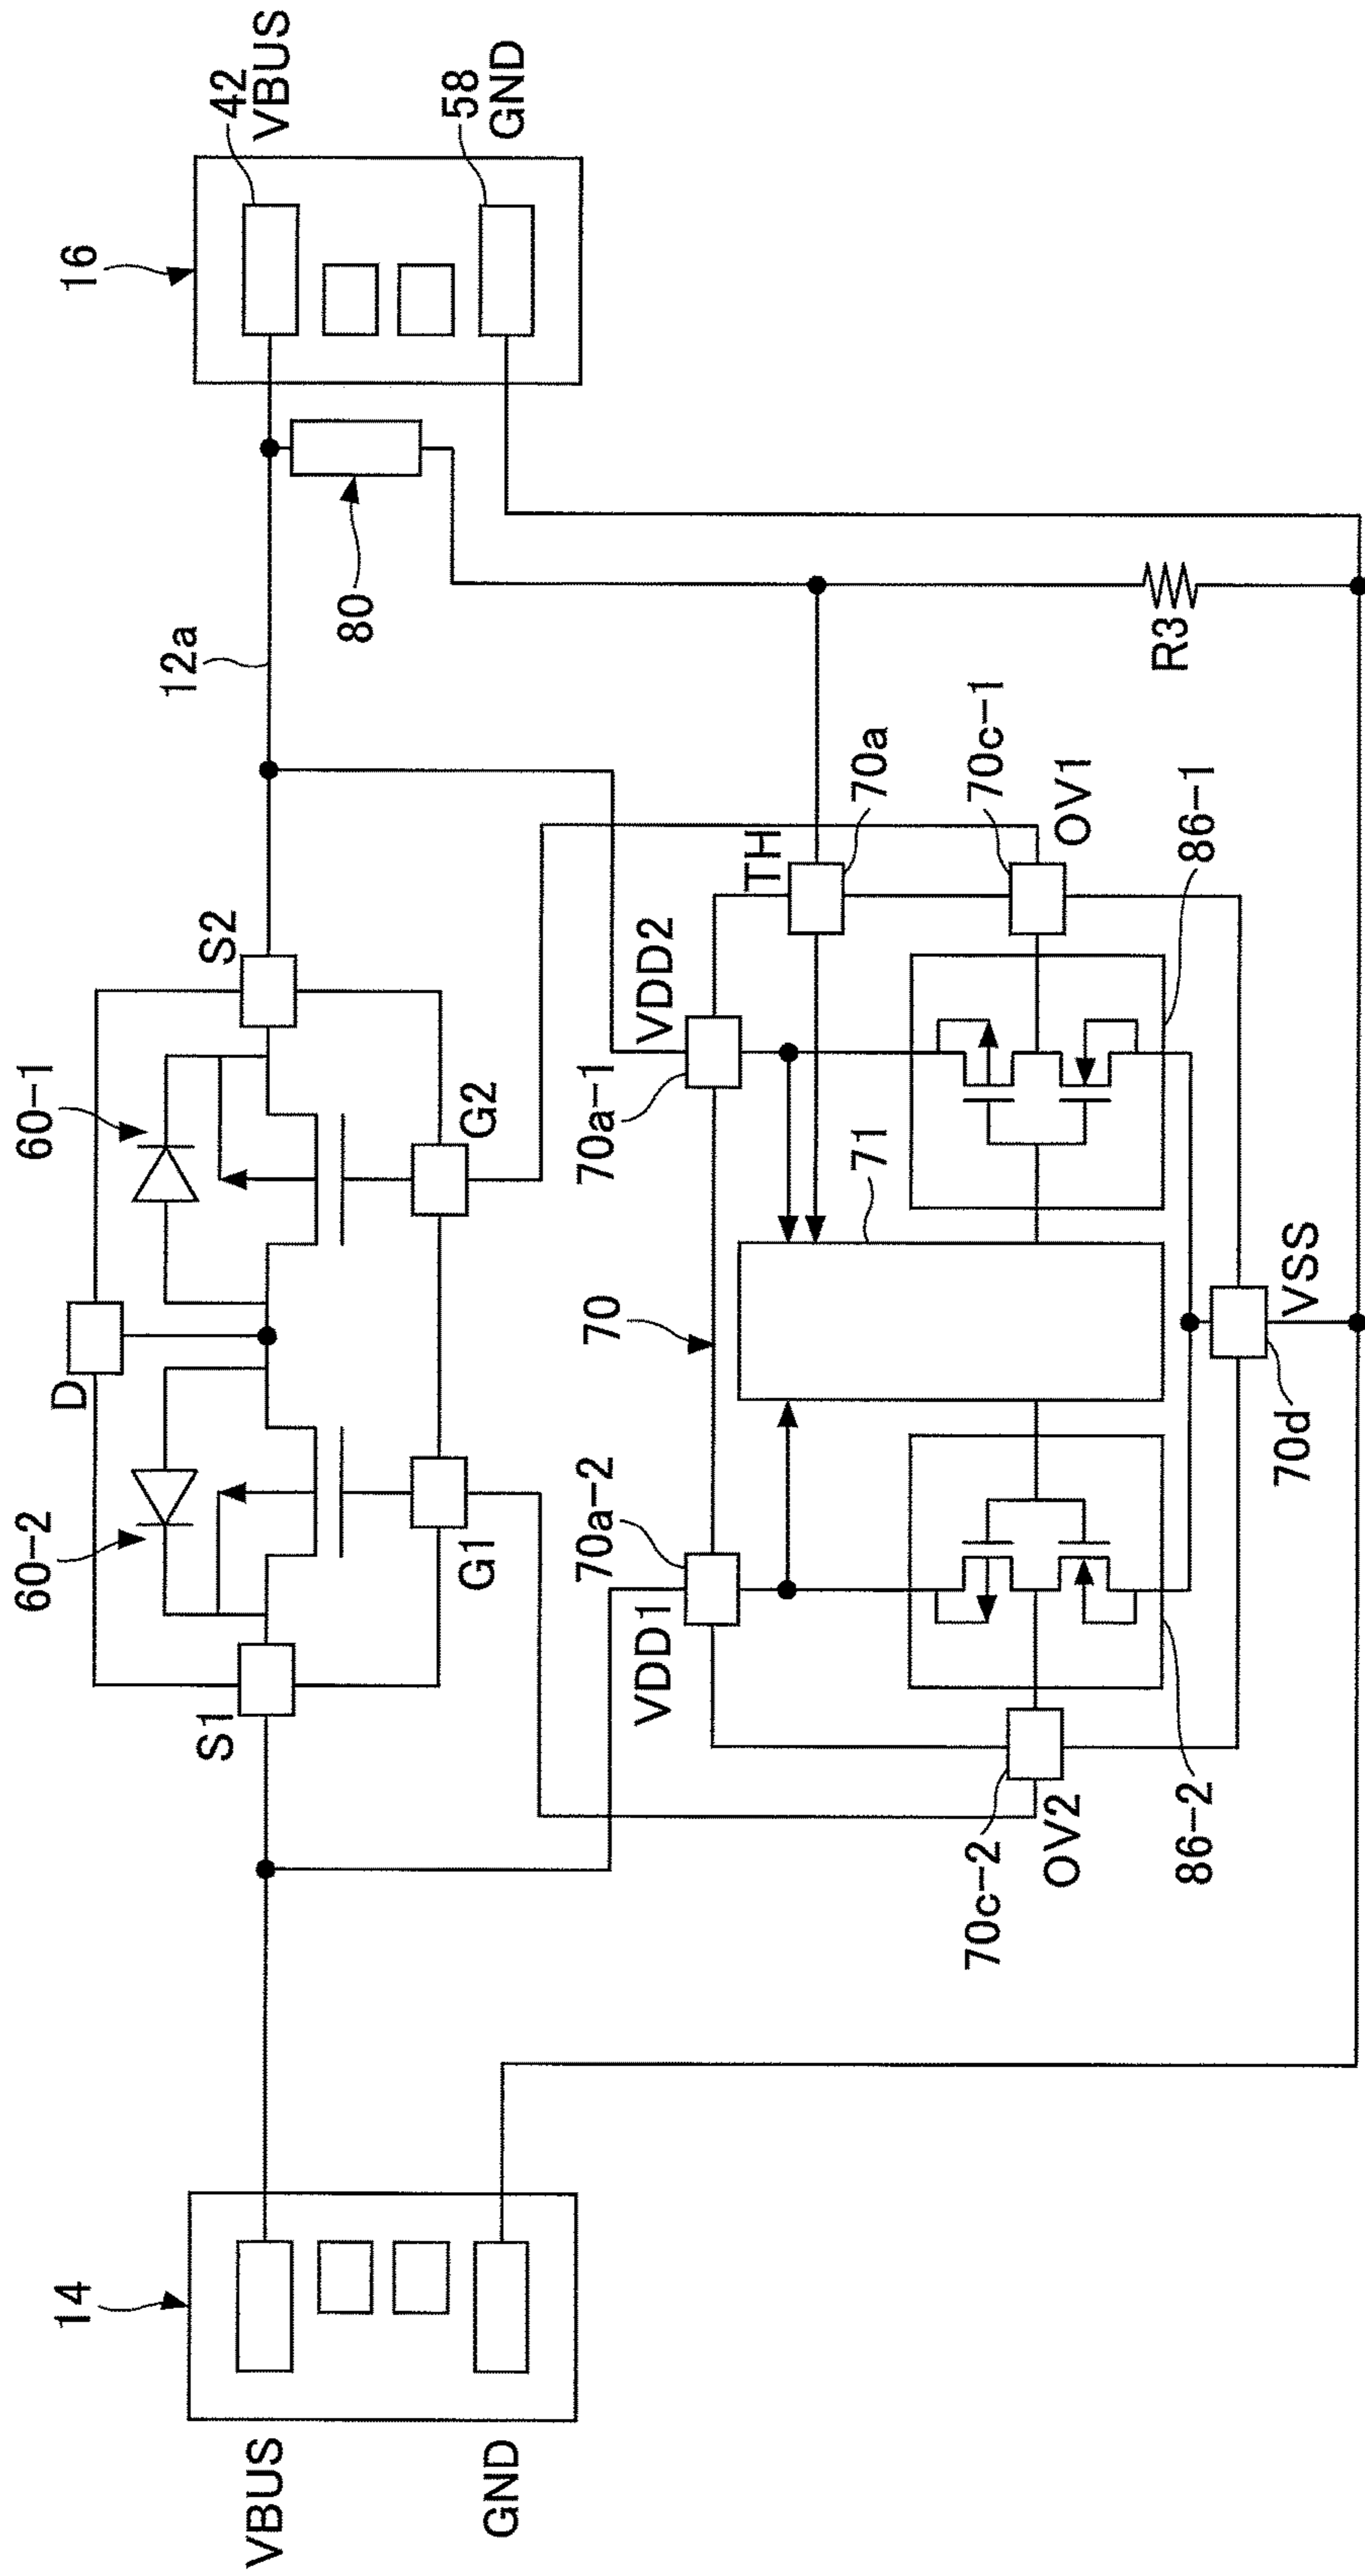 14
VBUS
GND
S1
60-2
D
60-1
S2
G1
G2
12a
16
42
VBUS
58
GND
80
VDD1
70a-2
70
70a-1
VDD2
TH
70a
71
70c-1
OV1
70c-2
OV2
86-2
86-1
70d
VSS
R3